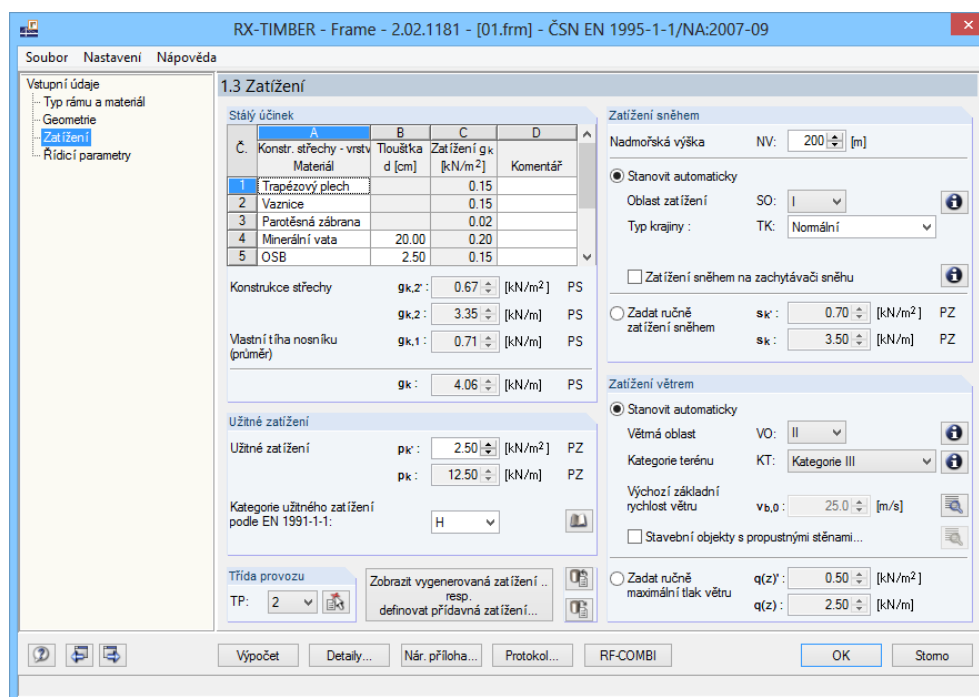 RX-TIMBER - Frame - 2.02.1181 - [01.frm] - ČSN EN 1995-1-1/NA:2007-09
Soubor Nastavení Nápověda
Vstupní údaje
Typ rámu a materiál
Geometrie
Zatížení
Řídicí parametry
1.3 Zatížení
Stálý účinek
A B C D
Č. Konstr. střechy - vrstv Tloušťka Zatížení gk
Materiál d [cm] [kN/m²] Komentář
1 Trapézový plech 0.15
2 Vaznice 0.15
3 Parotěsná zábrana 0.02
4 Minerální vata 20.00 0.20
5 OSB 2.50 0.15
Konstrukce střechy gk,2' : 0.67 [kN/m²] PS
gk,2 : 3.35 [kN/m] PS
Vlastní tíha nosníku (průměr) gk,1 : 0.71 [kN/m] PS
gk : 4.06 [kN/m] PS
Užitné zatížení
Užitné zatížení pk' : 2.50 [kN/m²] PZ
pk : 12.50 [kN/m] PZ
Kategorie užitného zatížení
podle EN 1991-1-1: H
Třída provozu
TP: 2
Zobrazit vygenerovaná zatížení ..
resp.
definovat přídavná zatížení...
Zatížení sněhem
Nadmořská výška NV: 200 [m]
Stanovit automaticky
Oblast zatížení SO: I
Typ krajiny : TK: Normální
Zatížení sněhem na zachytávači sněhu
Zadat ručně sk' : 0.70 [kN/m²] PZ
zatížení sněhem
sk : 3.50 [kN/m] PZ
Zatížení větrem
Stanovit automaticky
Větrná oblast VO: II
Kategorie terénu KT: Kategorie III
Výchozí základní
rychlost větru vb,0 : 25.0 [m/s]
Stavební objekty s propustnými stěnami...
Zadat ručně q(z)' : 0.50 [kN/m²]
maximální tlak větru
q(z) : 2.50 [kN/m]
Výpočet Detaily... Nár. příloha... Protokol... RF-COMBI OK Storno